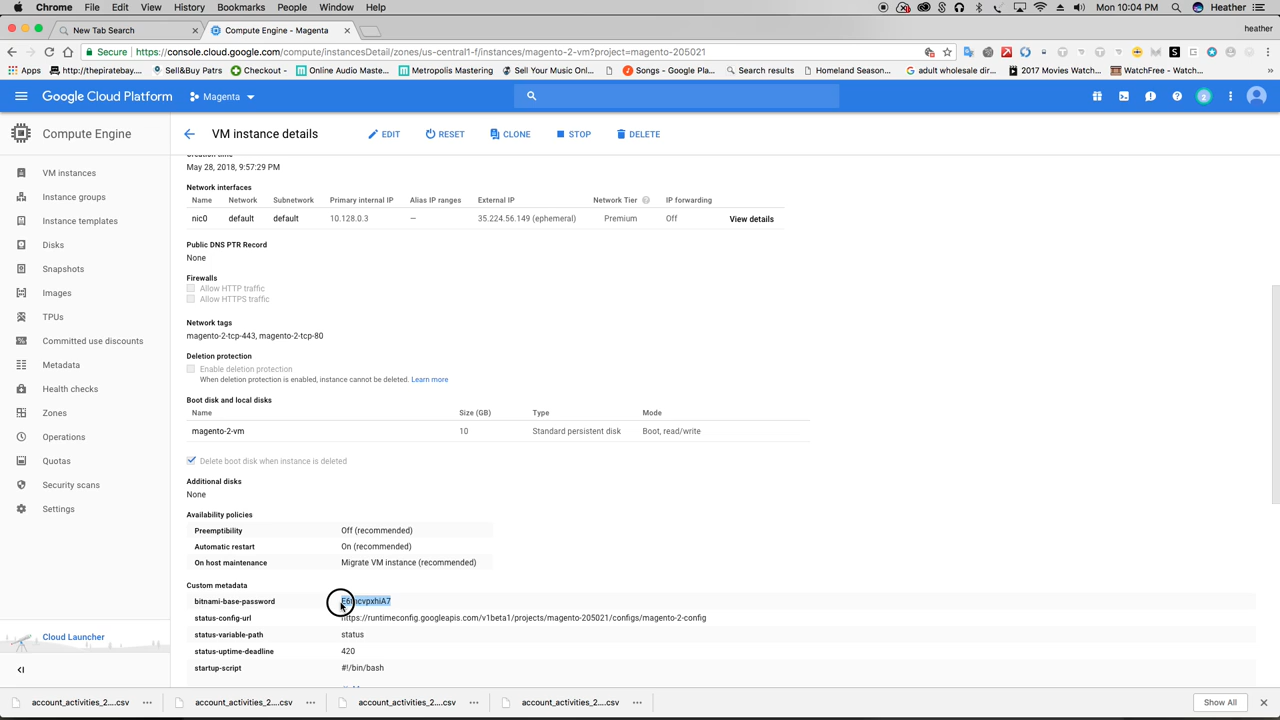 Chrome File Edit View History Bookmarks People Window Help Mon 10:04 PM Heather
New Tab Search Compute Engine - Magenta heather
Secure https://console.cloud.google.com/compute/instancesDetail/zones/us-central1-f/instances/magento-2-vm?project=magento-205021
Apps http://thepiratebay.... Sell&Buy Patrs Checkout - Online Audio Maste... Metropolis Mastering Sell Your Music Onl... Songs - Google Pla... Search results Homeland Season... adult wholesale dir... 2017 Movies Watch... WatchFree - Watc...
Google Cloud Platform Magenta
Compute Engine VM instance details EDIT RESET CLONE STOP DELETE
VM instances
Instance groups
Instance templates
Disks
Snapshots
Images
TPUs
Committed use discounts
Metadata
Health checks
Zones
Operations
Quotas
Security scans
Settings
Cloud Launcher
Creation time
May 28, 2018, 9:57:29 PM
Network interfaces
Name Network Subnetwork Primary internal IP Alias IP ranges External IP Network Tier IP forwarding
nic0 default default 10.128.0.3 — 35.224.56.149 (ephemeral) Premium Off View details
Public DNS PTR Record
None
Firewalls
Allow HTTP traffic
Allow HTTPS traffic
Network tags
magento-2-tcp-443, magento-2-tcp-80
Deletion protection
Enable deletion protection
When deletion protection is enabled, instance cannot be deleted. Learn more
Boot disk and local disks
Name Size (GB) Type Mode
magento-2-vm 10 Standard persistent disk Boot, read/write
Delete boot disk when instance is deleted
Additional disks
None
Availability policies
Preemptibility Off (recommended)
Automatic restart On (recommended)
On host maintenance Migrate VM instance (recommended)
Custom metadata
bitnami-base-password
status-config-url https://runtimeconfig.googleapis.com/v1beta1/projects/magento-205021/configs/magento-2-config
status-variable-path status
status-uptime-deadline 420
startup-script #!/bin/bash
account_activities_2....csv account_activities_2....csv account_activities_2....csv account_activities_2....csv Show All